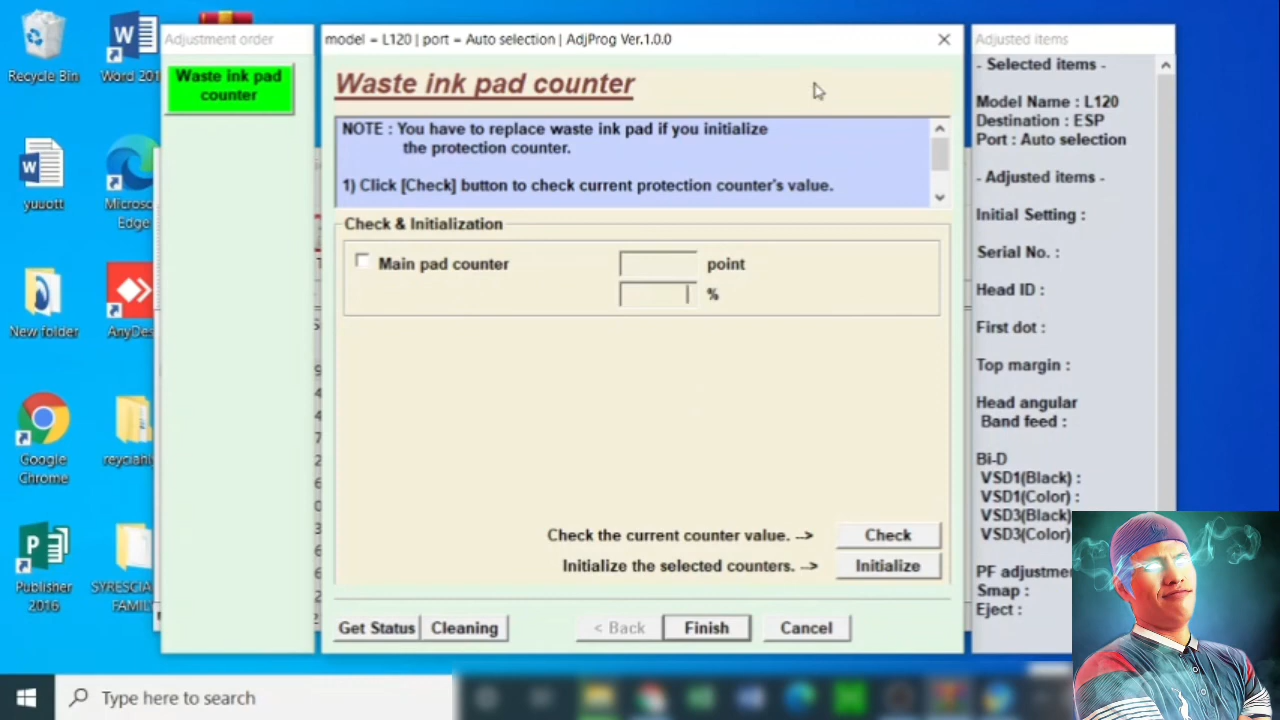 Recycle Bin
Word 201
yuuott
Microso
Edge
New folder
AnyDes
Google
Chrome
Publisher
2016
SYRESCIA
FAMIL
Adjustment order
Waste ink pad
counter
model = L120 | port = Auto selection | AdjProg Ver.1.0.0
Waste ink pad counter
NOTE : You have to replace waste ink pad if you initialize
the protection counter.
1) Click [Check] button to check current protection counter's value.
Check & Initialization
Main pad counter
point
%
Check the current counter value. -->
Check
Initialize the selected counters. -->
Initialize
Get Status
Cleaning
< Back
Finish
Cancel
Adjusted items
- Selected items -
Model Name : L120
Destination : ESP
Port : Auto selection
- Adjusted items -
Initial Setting :
Serial No. :
Head ID :
First dot :
Top margin :
Head angular
Band feed :
Bi-D
VSD1(Black) :
VSD1(Color) :
VSD3(Black)
VSD3(Color)
PF adjustme
Smap :
Eject :
Type here to search